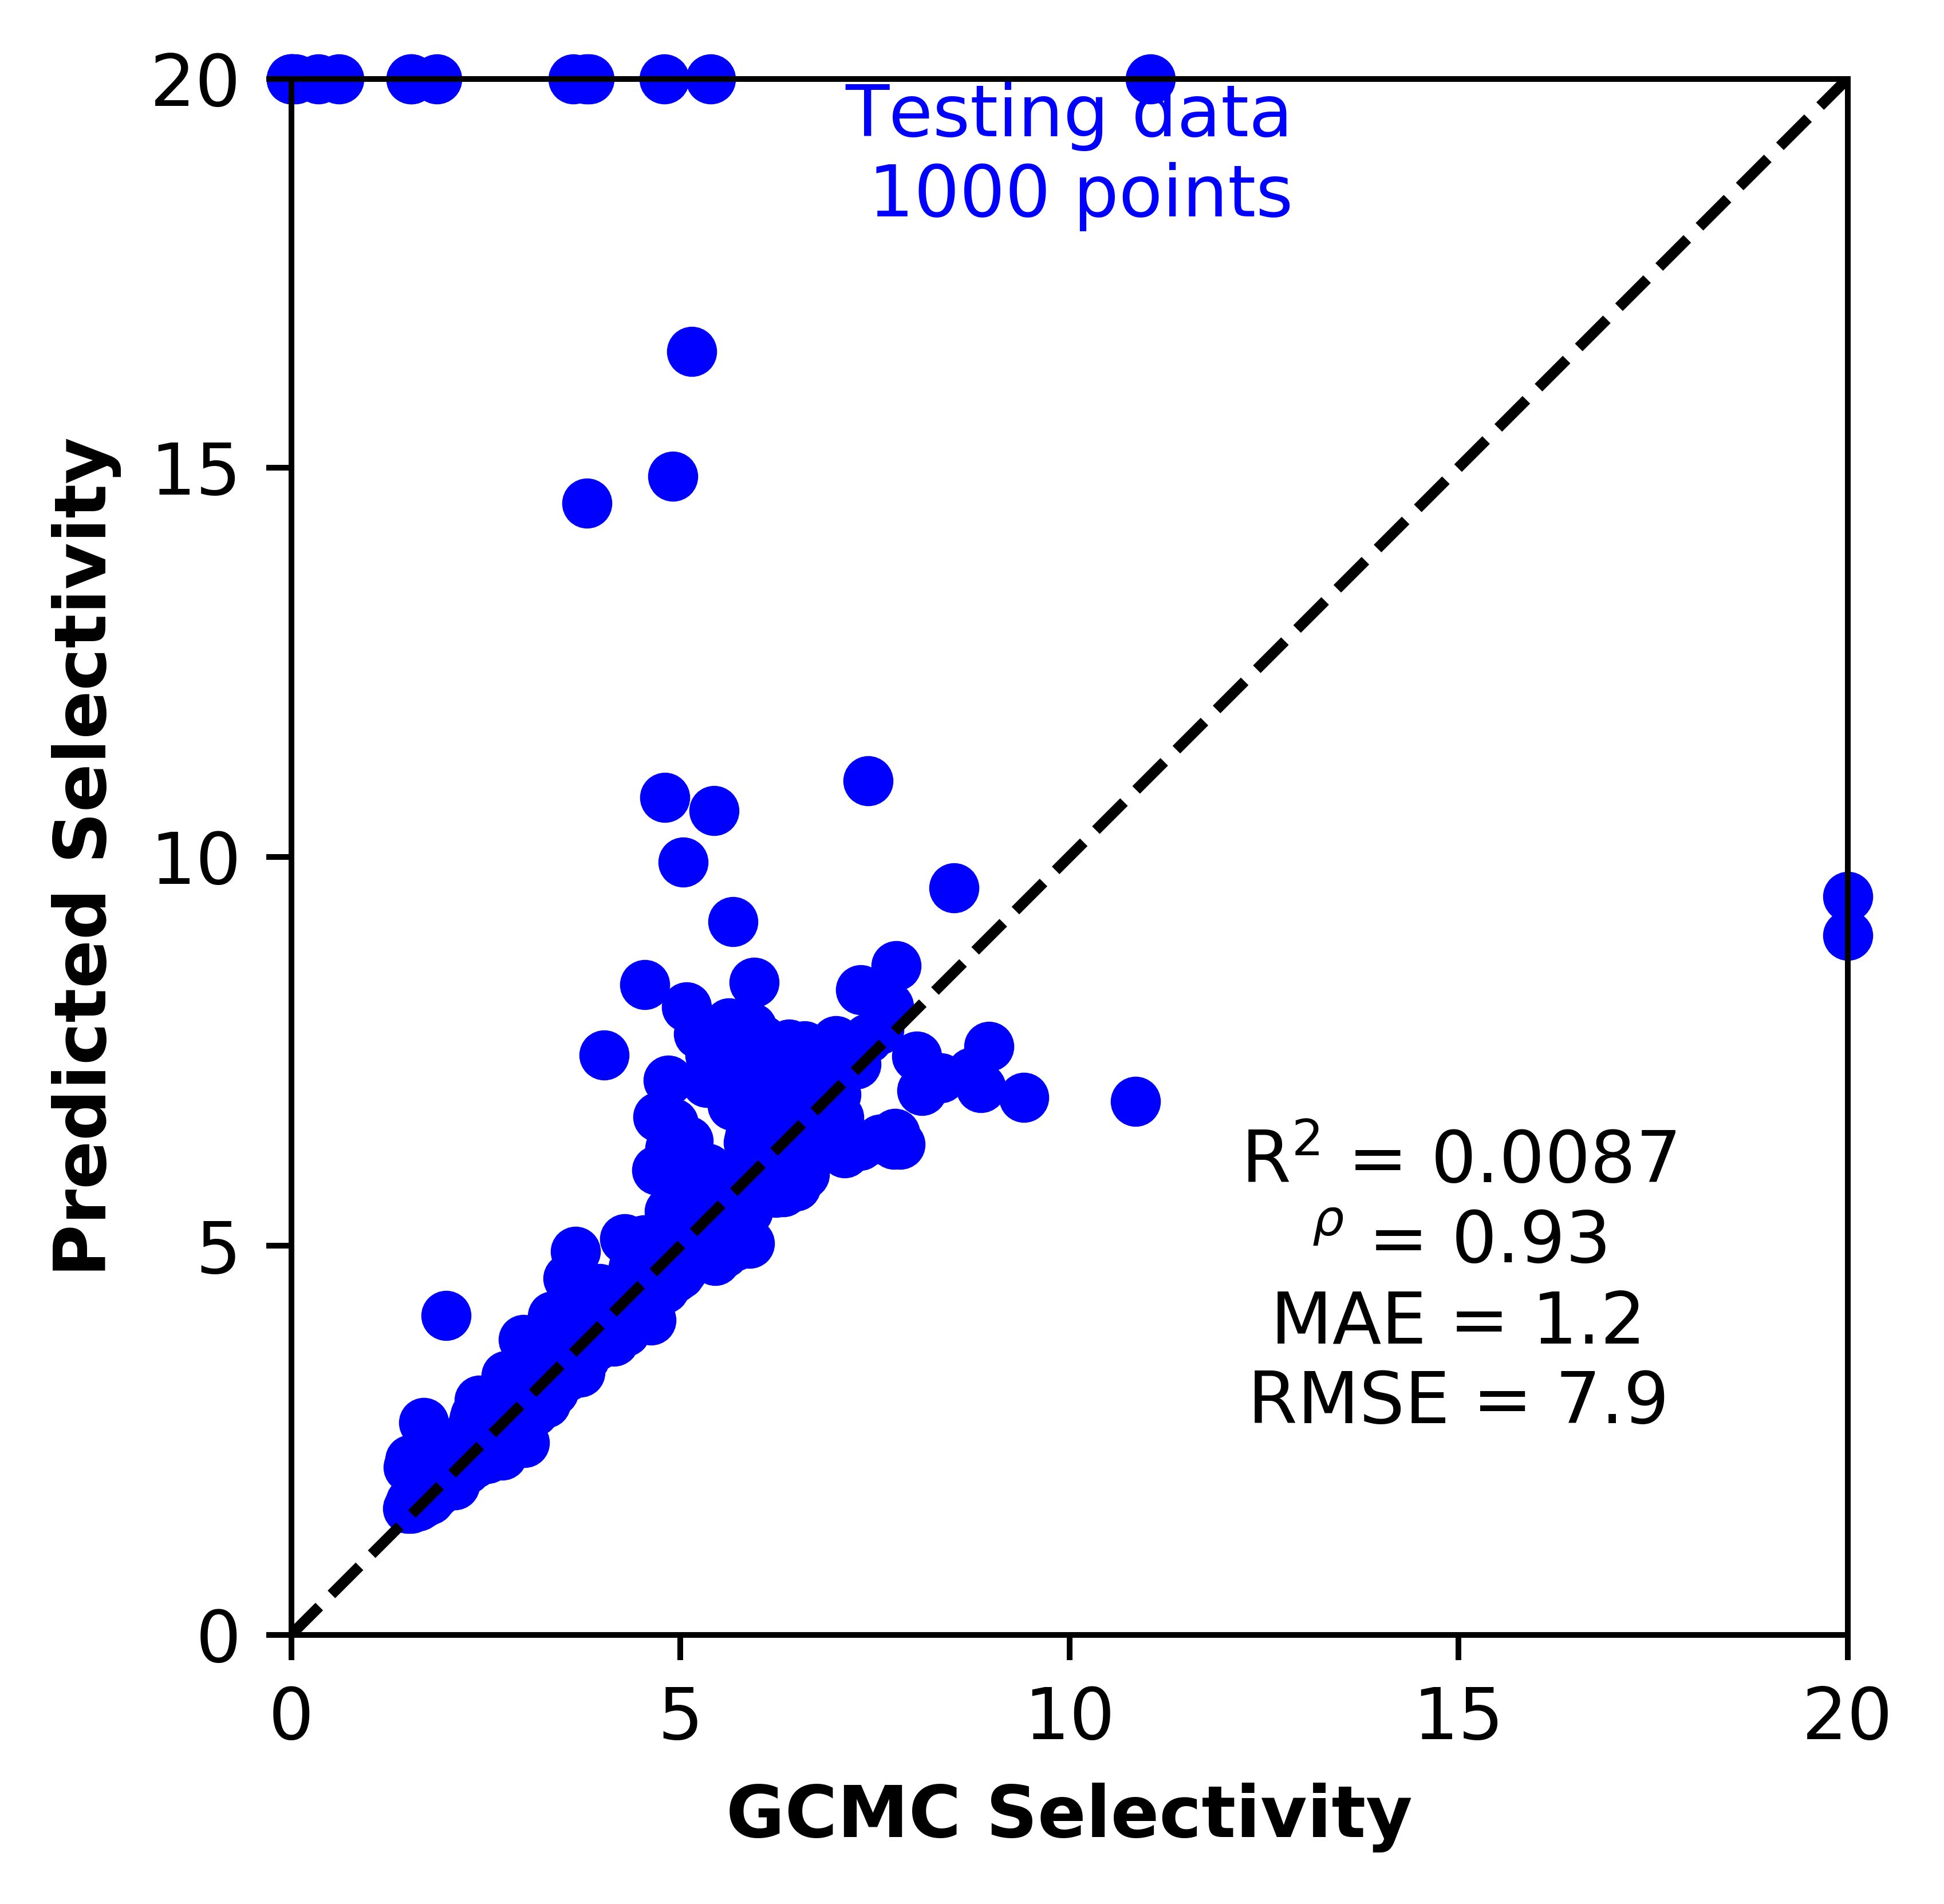 Testing data
1000 points
20
15
10
5
0
Predicted Selectivity
R² = 0.0087
ρ = 0.93
MAE = 1.2
RMSE = 7.9
0 5 10 15 20
GCMC Selectivity